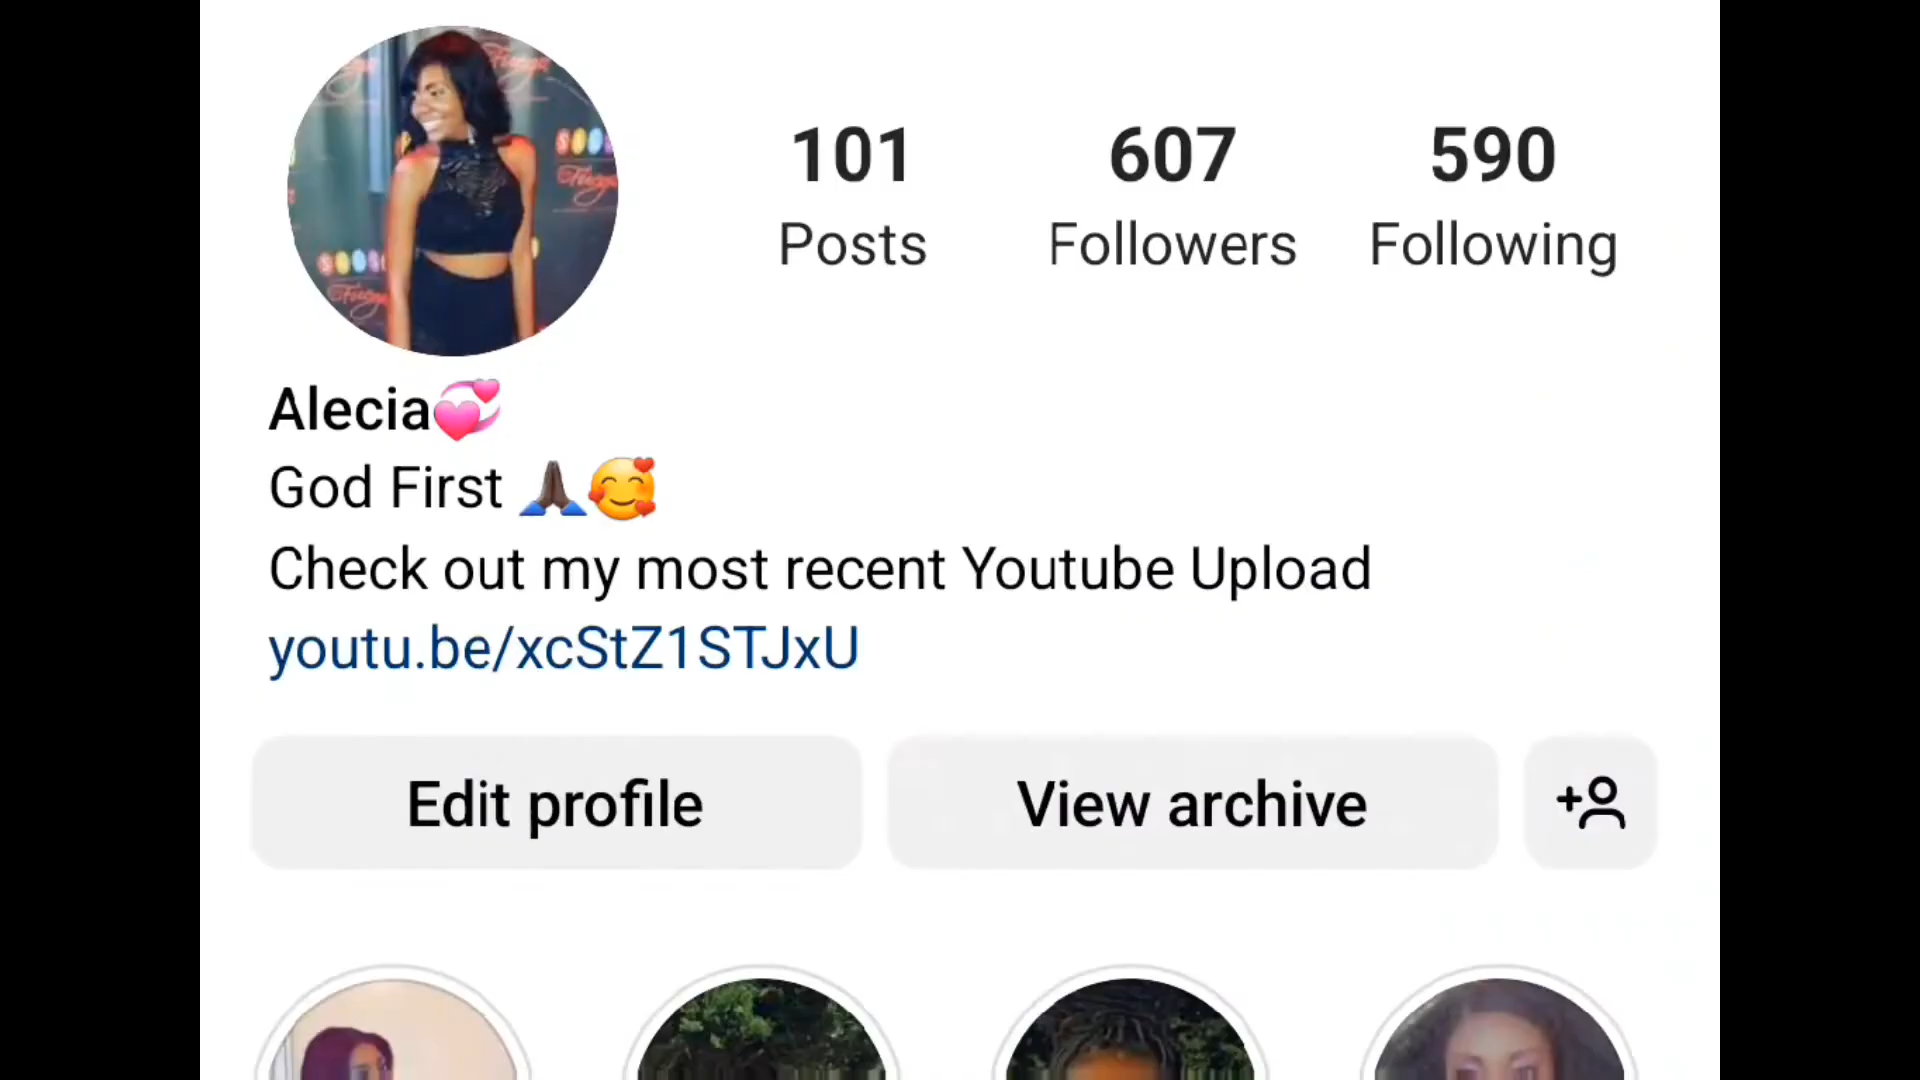 101 607 590
Posts Followers Following
Alecia💞
God First 🙏🏿🥰
Check out my most recent Youtube Upload
youtu.be/xcStZ1STJxU
Edit profile View archive